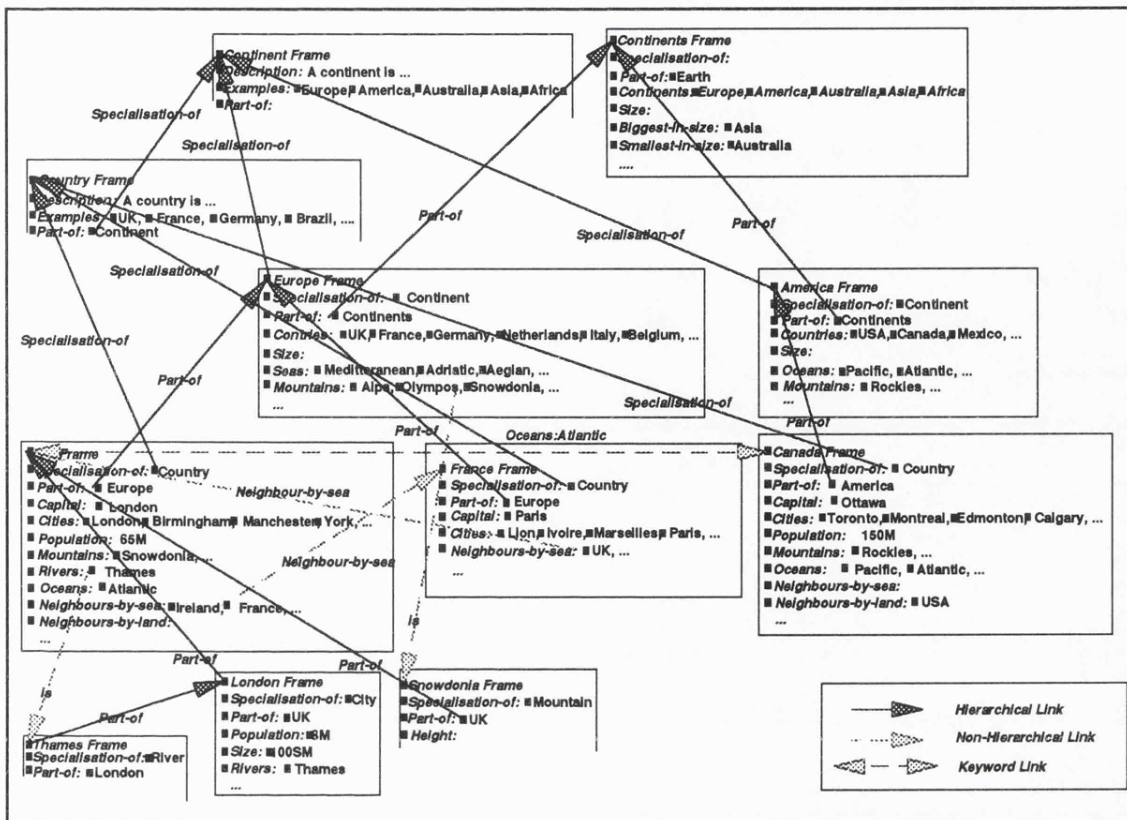 Continent Frame
Description: A continent is ...
Examples: Europe, America, Australia, Asia, Africa
Part-of:
Continents Frame
Specialisation-of:
Part-of: Earth
Continents: Europe, America, Australia, Asia, Africa
Size:
Biggest-in-size: Asia
Smallest-in-size: Australia
....
Specialisation-of
Specialisation-of
Country Frame
Description: A country is ...
Examples: UK, France, Germany, Brazil, ....
Part-of: Continent
Part-of
Specialisation-of
Part-of
Specialisation-of
Europe Frame
Specialisation-of: Continent
Part-of: Continents
Contries: UK, France, Germany, Netherlands, Italy, Belgium, ...
Size:
Seas: Meditterranean, Adriatic, Aegian, ...
Mountains: Alps, Olympos, Snowdonia, ...
...
America Frame
Specialisation-of: Continent
Part-of: Continents
Countries: USA, Canada, Mexico, ...
Size:
Oceans: Pacific, Atlantic, ...
Mountains: Rockies, ...
...
Specialisation-of
Part-of
Specialisation-of
Part-of
Part-of
Oceans:Atlantic
Frame
Specialisation-of: Country
Part-of: Europe
Capital: London
Cities: London, Birmingham, Manchester, York, ...
Population: 65M
Mountains: Snowdonia, ...
Rivers: Thames
Oceans: Atlantic
Neighbours-by-sea: Ireland, France, ...
Neighbours-by-land:
...
Neighbour-by-sea
Neighbours-by-sea
France Frame
Specialisation-of: Country
Part-of: Europe
Capital: Paris
Cities: Lion, Ivoire, Marseilles, Paris, ...
Neighbours-by-sea: UK, ...
...
Canada Frame
Specialisation-of: Country
Part-of: America
Capital: Ottawa
Cities: Toronto, Montreal, Edmonton, Calgary, ...
Population: 150M
Mountains: Rockies, ...
Oceans: Pacific, Atlantic, ...
Neighbours-by-sea:
Neighbours-by-land: USA
...
is
is
Part-of
Part-of
Part-of
London Frame
Specialisation-of: City
Part-of: UK
Population: 8M
Size:
Rivers: Thames
...
Snowdonia Frame
Specialisation-of: Mountain
Part-of: UK
Height:
Thames Frame
Specialisation-of: River
Part-of: London
Hierarchical Link
Non-Hierarchical Link
Keyword Link